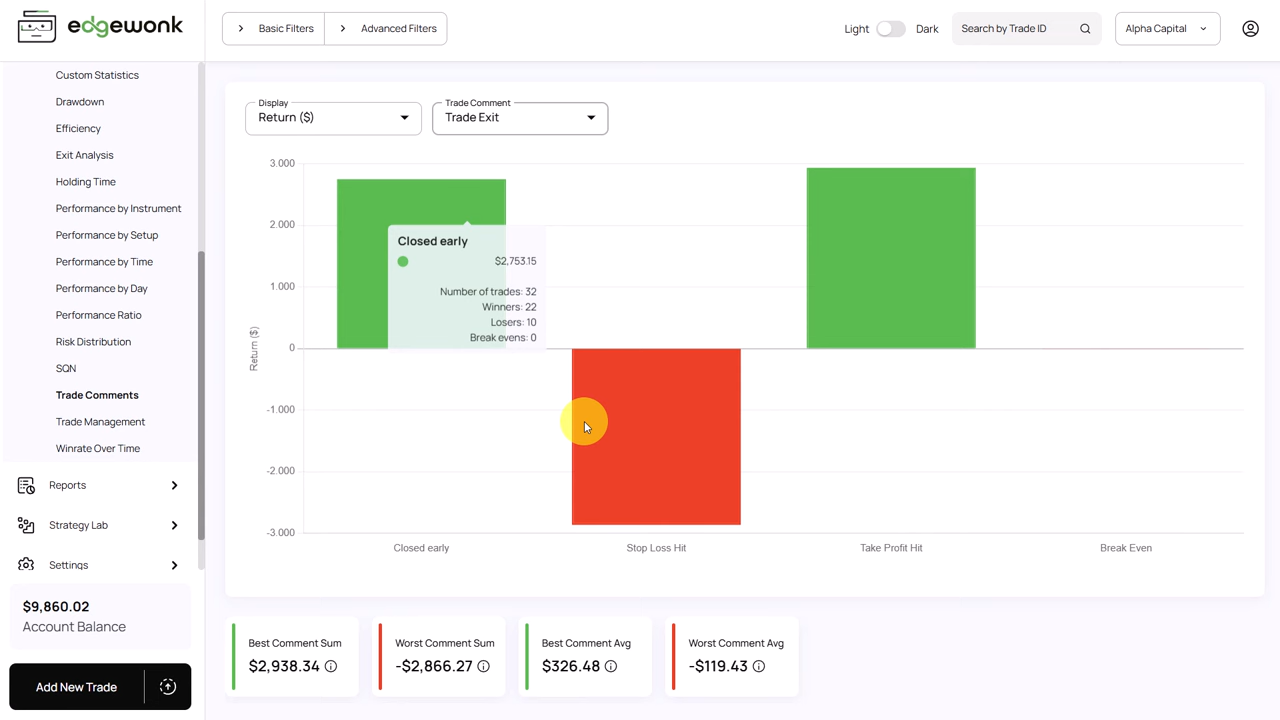 edgewonk
Basic Filters
Advanced Filters
Light
Dark
Search by Trade ID
Alpha Capital
Custom Statistics
Drawdown
Efficiency
Exit Analysis
Holding Time
Performance by Instrument
Performance by Setup
Performance by Time
Performance by Day
Performance Ratio
Risk Distribution
SQN
Trade Comments
Trade Management
Winrate Over Time
Reports
Strategy Lab
Settings
$9,860.02
Account Balance
Add New Trade
Display
Return ($)
Trade Comment
Trade Exit
3.000
2.000
1.000
0
-1.000
-2.000
-3.000
Return ($)
Closed early
$2,753.15
Number of trades: 32
Winners: 22
Losers: 10
Break evens: 0
Closed early
Stop Loss Hit
Take Profit Hit
Break Even
Best Comment Sum
$2,938.34
Worst Comment Sum
-$2,866.27
Best Comment Avg
$326.48
Worst Comment Avg
-$119.43